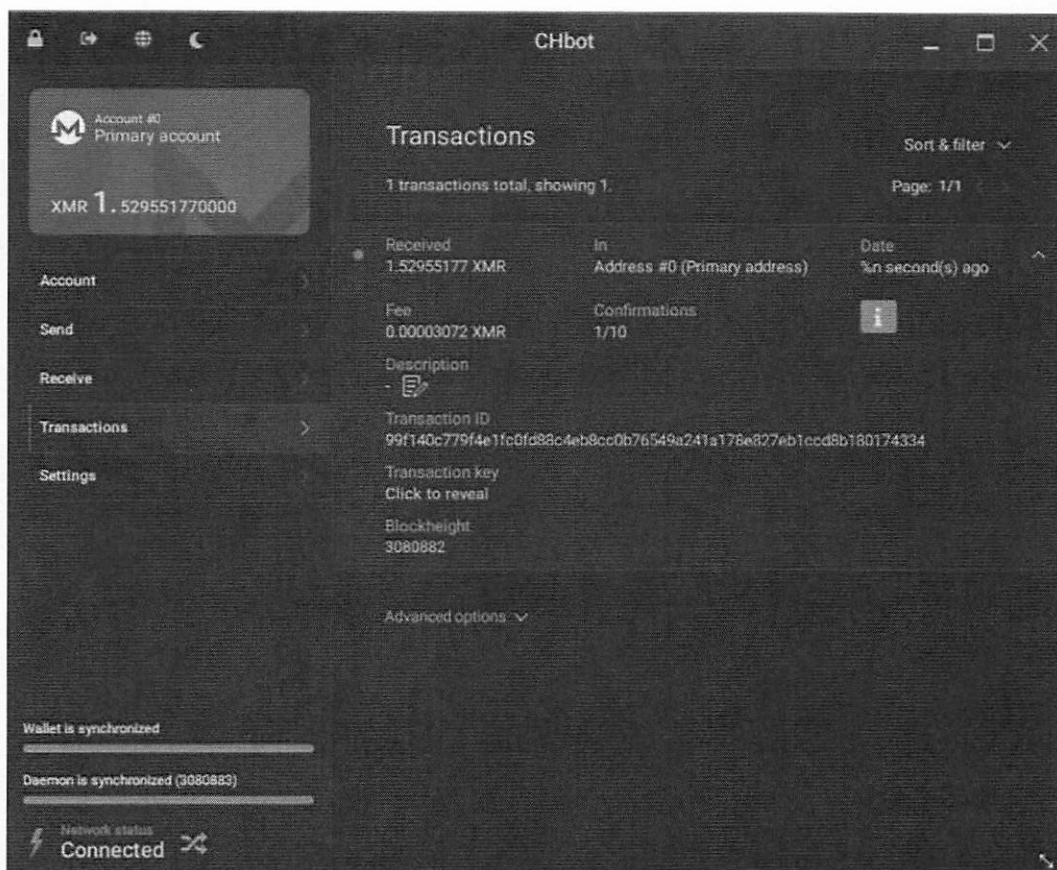 CHbot
Account #0
Primary account
XMR 1.529551770000
Account
Send
Receive
Transactions
Settings
Wallet is synchronized
Daemon is synchronized (3080883)
Network status
Connected
Transactions
Sort & filter
1 transactions total, showing 1.
Page: 1/1
Received
1.52955177 XMR
In
Address #0 (Primary address)
Date
%n second(s) ago
Fee
0.00003072 XMR
Confirmations
1/10
i
Description
-
Transaction ID
99f140c779f4e1fc0fd88c4eb8cc0b76549a241a178e827eb1ccd8b180174334
Transaction key
Click to reveal
Blockheight
3080882
Advanced options